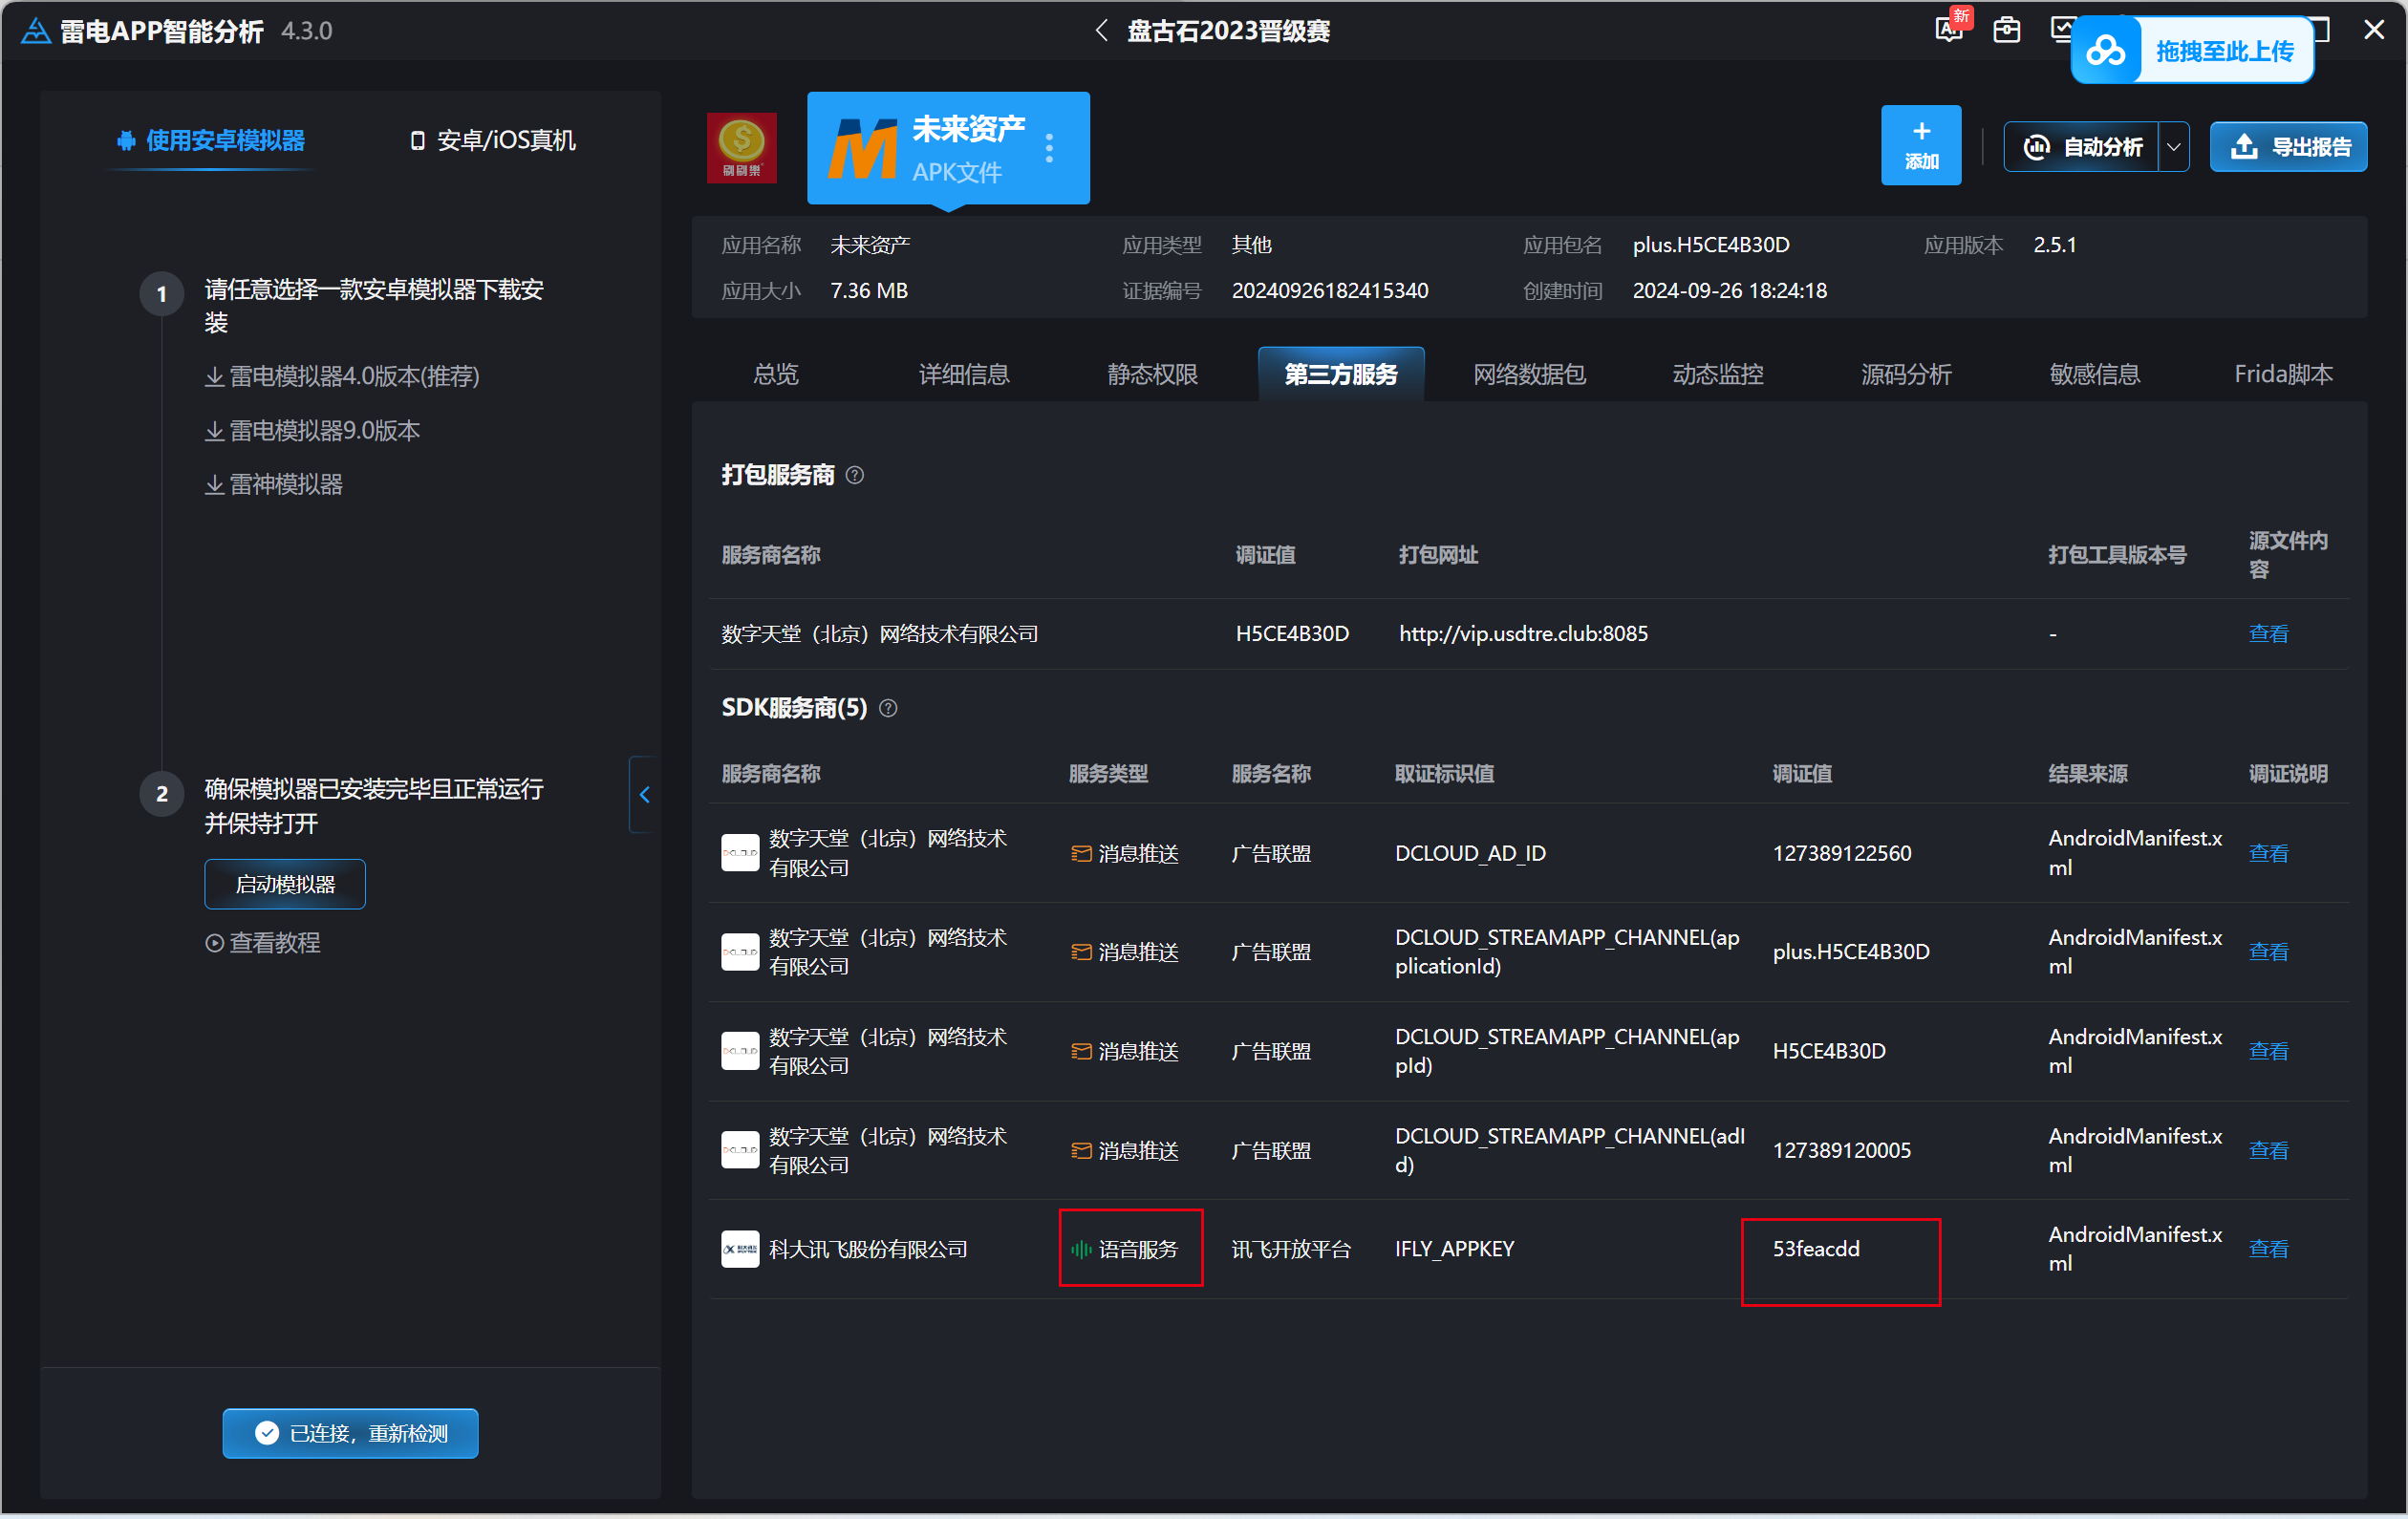 雷电APP智能分析 4.3.0
盘古石2023晋级赛
新
拖拽至此上传
使用安卓模拟器
安卓/iOS真机
1
请任意选择一款安卓模拟器下载安
装
雷电模拟器4.0版本(推荐)
雷电模拟器9.0版本
雷神模拟器
2
确保模拟器已安装完毕且正常运行
并保持打开
启动模拟器
查看教程
已连接，重新检测
刷刷樂
未来资产
APK文件
添加
自动分析
导出报告
应用名称 未来资产 应用类型 其他 应用包名 plus.H5CE4B30D 应用版本 2.5.1
应用大小 7.36 MB 证据编号 20240926182415340 创建时间 2024-09-26 18:24:18
总览 详细信息 静态权限 第三方服务 网络数据包 动态监控 源码分析 敏感信息 Frida脚本
打包服务商
服务商名称 调证值 打包网址 打包工具版本号 源文件内
容
数字天堂（北京）网络技术有限公司 H5CE4B30D http://vip.usdtre.club:8085 - 查看
SDK服务商(5)
服务商名称 服务类型 服务名称 取证标识值 调证值 结果来源 调证说明
数字天堂（北京）网络技术
有限公司
消息推送 广告联盟 DCLOUD_AD_ID 127389122560
AndroidManifest.x
ml
查看
数字天堂（北京）网络技术
有限公司
消息推送 广告联盟
DCLOUD_STREAMAPP_CHANNEL(ap
plicationId)
plus.H5CE4B30D
AndroidManifest.x
ml
查看
数字天堂（北京）网络技术
有限公司
消息推送 广告联盟
DCLOUD_STREAMAPP_CHANNEL(ap
pId)
H5CE4B30D
AndroidManifest.x
ml
查看
数字天堂（北京）网络技术
有限公司
消息推送 广告联盟
DCLOUD_STREAMAPP_CHANNEL(adI
d)
127389120005
AndroidManifest.x
ml
查看
科大讯飞股份有限公司 语音服务 讯飞开放平台 IFLY_APPKEY 53feacdd
AndroidManifest.x
ml
查看